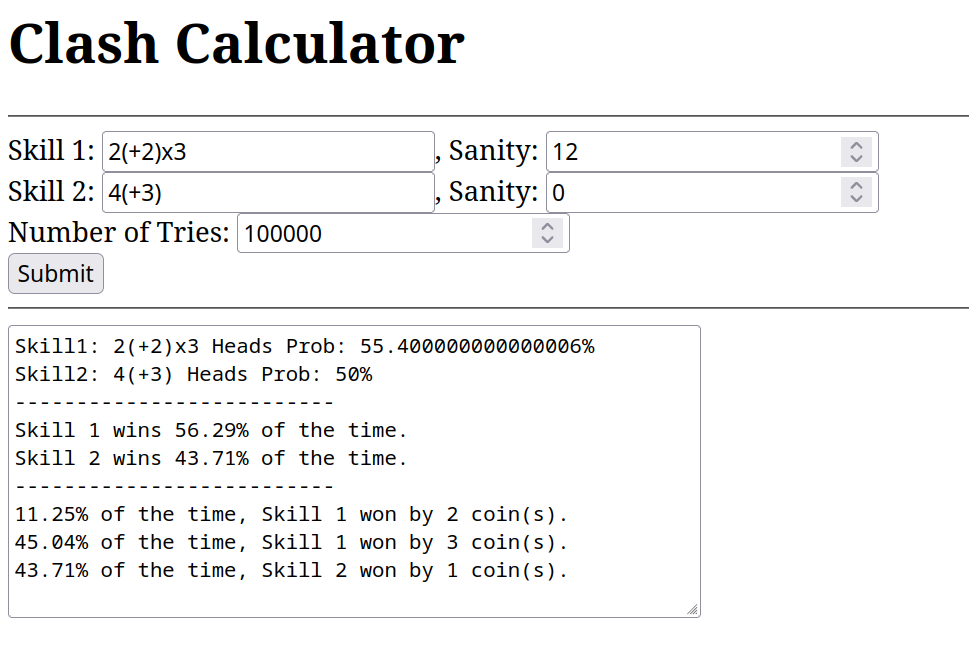 Clash Calculator
Skill 1: 2(+2)x3, Sanity: 12
Skill 2: 4(+3), Sanity: 0
Number of Tries: 100000
Submit
Skill1: 2(+2)x3 Heads Prob: 55.400000000000006%
Skill2: 4(+3) Heads Prob: 50%
--------------------------
Skill 1 wins 56.29% of the time.
Skill 2 wins 43.71% of the time.
--------------------------
11.25% of the time, Skill 1 won by 2 coin(s).
45.04% of the time, Skill 1 won by 3 coin(s).
43.71% of the time, Skill 2 won by 1 coin(s).